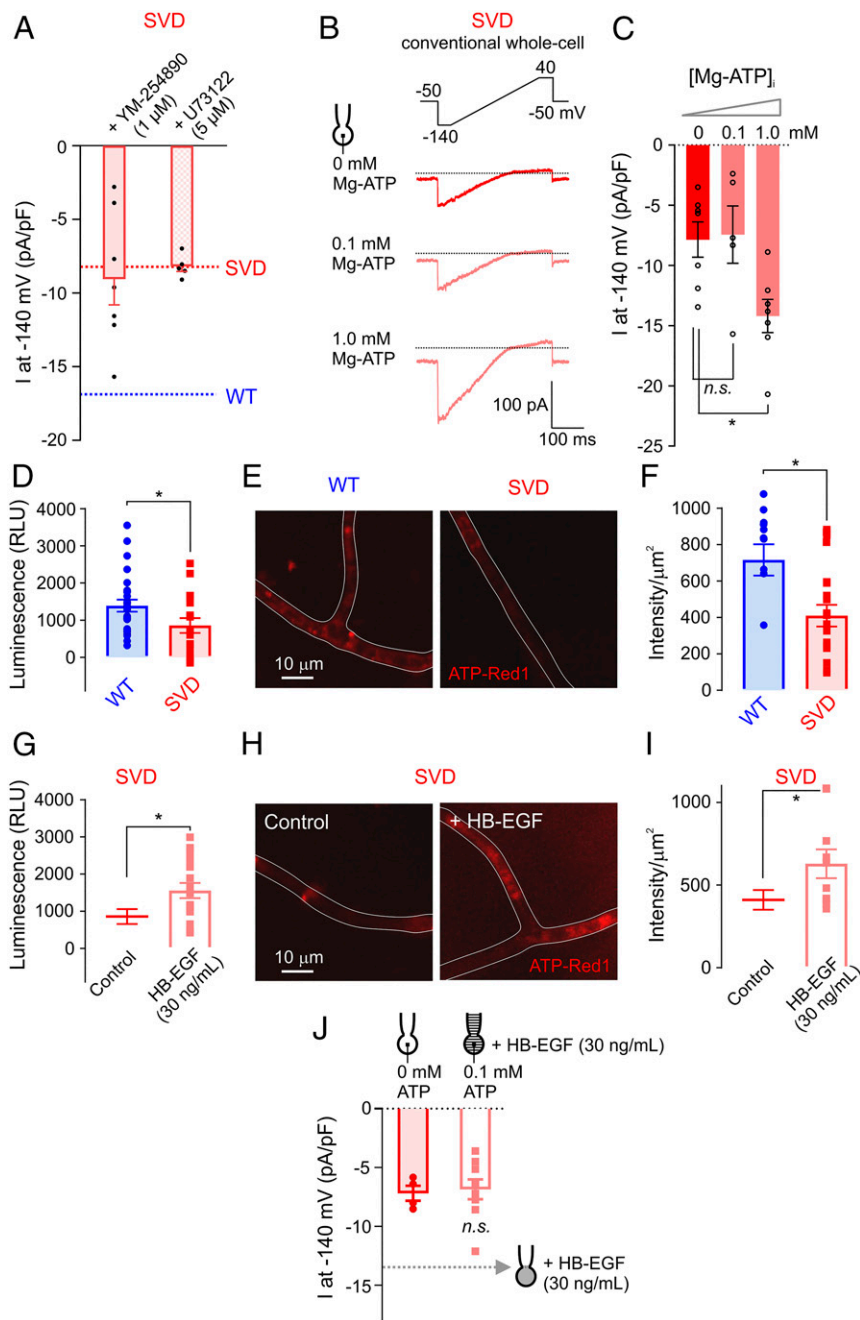 A
SVD
+ YM-254890
(1 μM)
+ U73122
(5 μM)
I at -140 mV (pA/pF)
0
-5
-10
-15
-20
SVD
WT
B
SVD
conventional whole-cell
-50
40
-140
-50 mV
0 mM
Mg-ATP
0.1 mM
Mg-ATP
1.0 mM
Mg-ATP
100 pA
100 ms
C
[Mg-ATP]i
0 0.1 1.0 mM
I at -140 mV (pA/pF)
0
-5
-10
-15
-20
-25
n.s.
*
D
Luminescence (RLU)
4000
3000
2000
1000
0
*
WT
SVD
E
WT
SVD
10 μm
ATP-Red1
F
Intensity/μm²
1000
800
600
400
200
0
*
WT
SVD
G
SVD
Luminescence (RLU)
4000
3000
2000
1000
0
*
Control
HB-EGF
(30 ng/mL)
H
SVD
Control
+ HB-EGF
10 μm
ATP-Red1
I
SVD
Intensity/μm²
1000
500
0
*
Control
HB-EGF
(30 ng/mL)
J
+ HB-EGF (30 ng/mL)
0 mM
ATP
0.1 mM
ATP
I at -140 mV (pA/pF)
0
-5
-10
-15
n.s.
+ HB-EGF
(30 ng/mL)